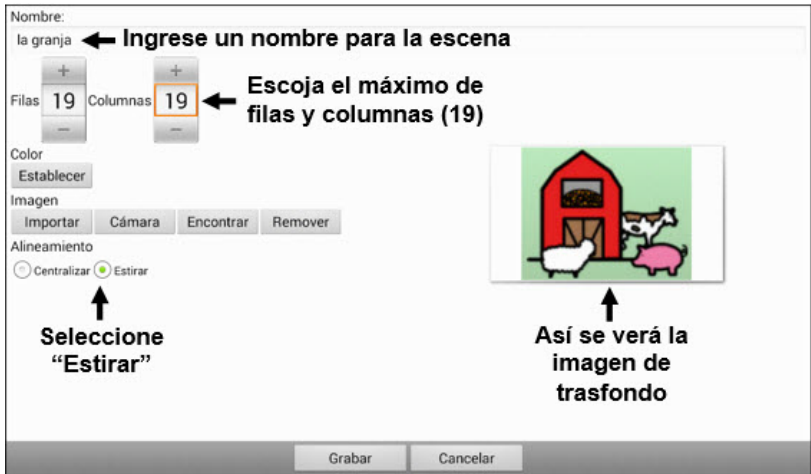 Nombre:
la granja Ingrese un nombre para la escena
+ +
Filas 19 Columnas 19 Escoja el máximo de
filas y columnas (19)
− −
Color
Establecer
Imagen
Importar Cámara Encontrar Remover
Alineamiento
Centralizar Estirar
Seleccione
“Estirar”
Así se verá la
imagen de
trasfondo
Grabar Cancelar